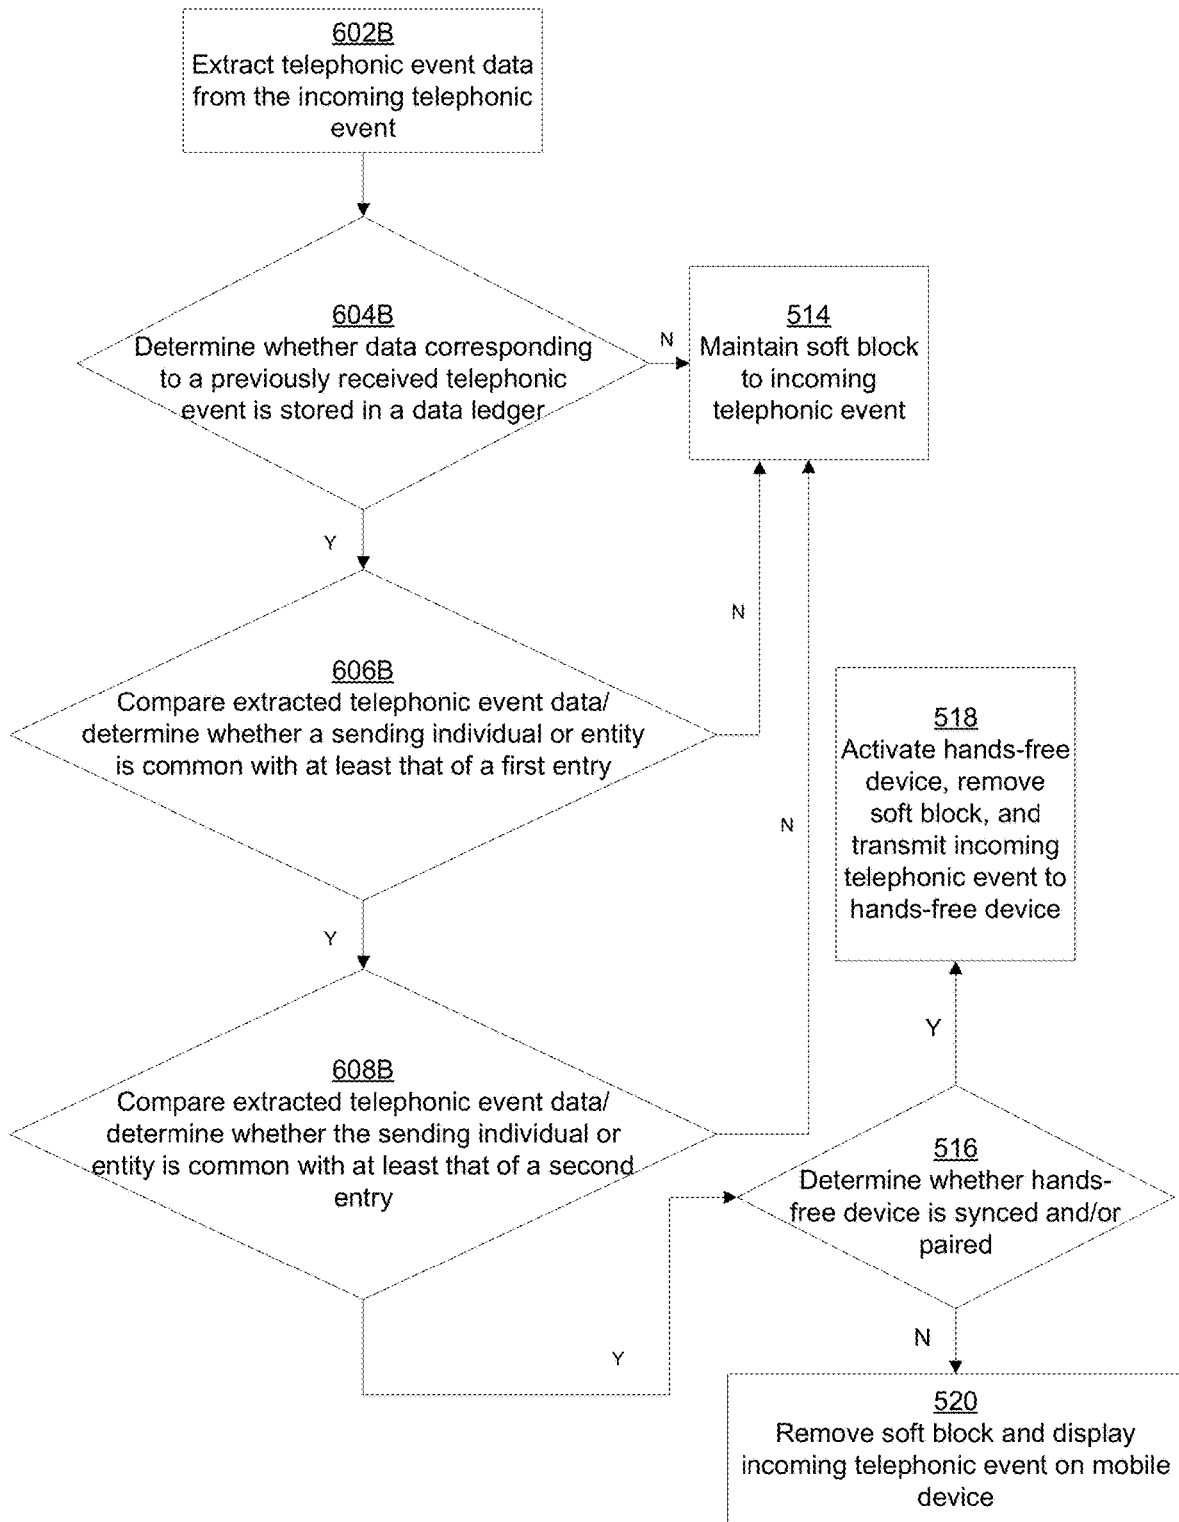 602B
Extract telephonic event data
from the incoming telephonic
event
604B
Determine whether data corresponding
to a previously received telephonic
event is stored in a data ledger
N
514
Maintain soft block
to incoming
telephonic event
Y
606B
Compare extracted telephonic event data/
determine whether a sending individual or entity
is common with at least that of a first entry
N
Y
608B
Compare extracted telephonic event data/
determine whether the sending individual or
entity is common with at least that of a second
entry
N
Y
516
Determine whether hands-
free device is synced and/or
paired
Y
518
Activate hands-free
device, remove
soft block, and
transmit incoming
telephonic event to
hands-free device
N
520
Remove soft block and display
incoming telephonic event on mobile
device